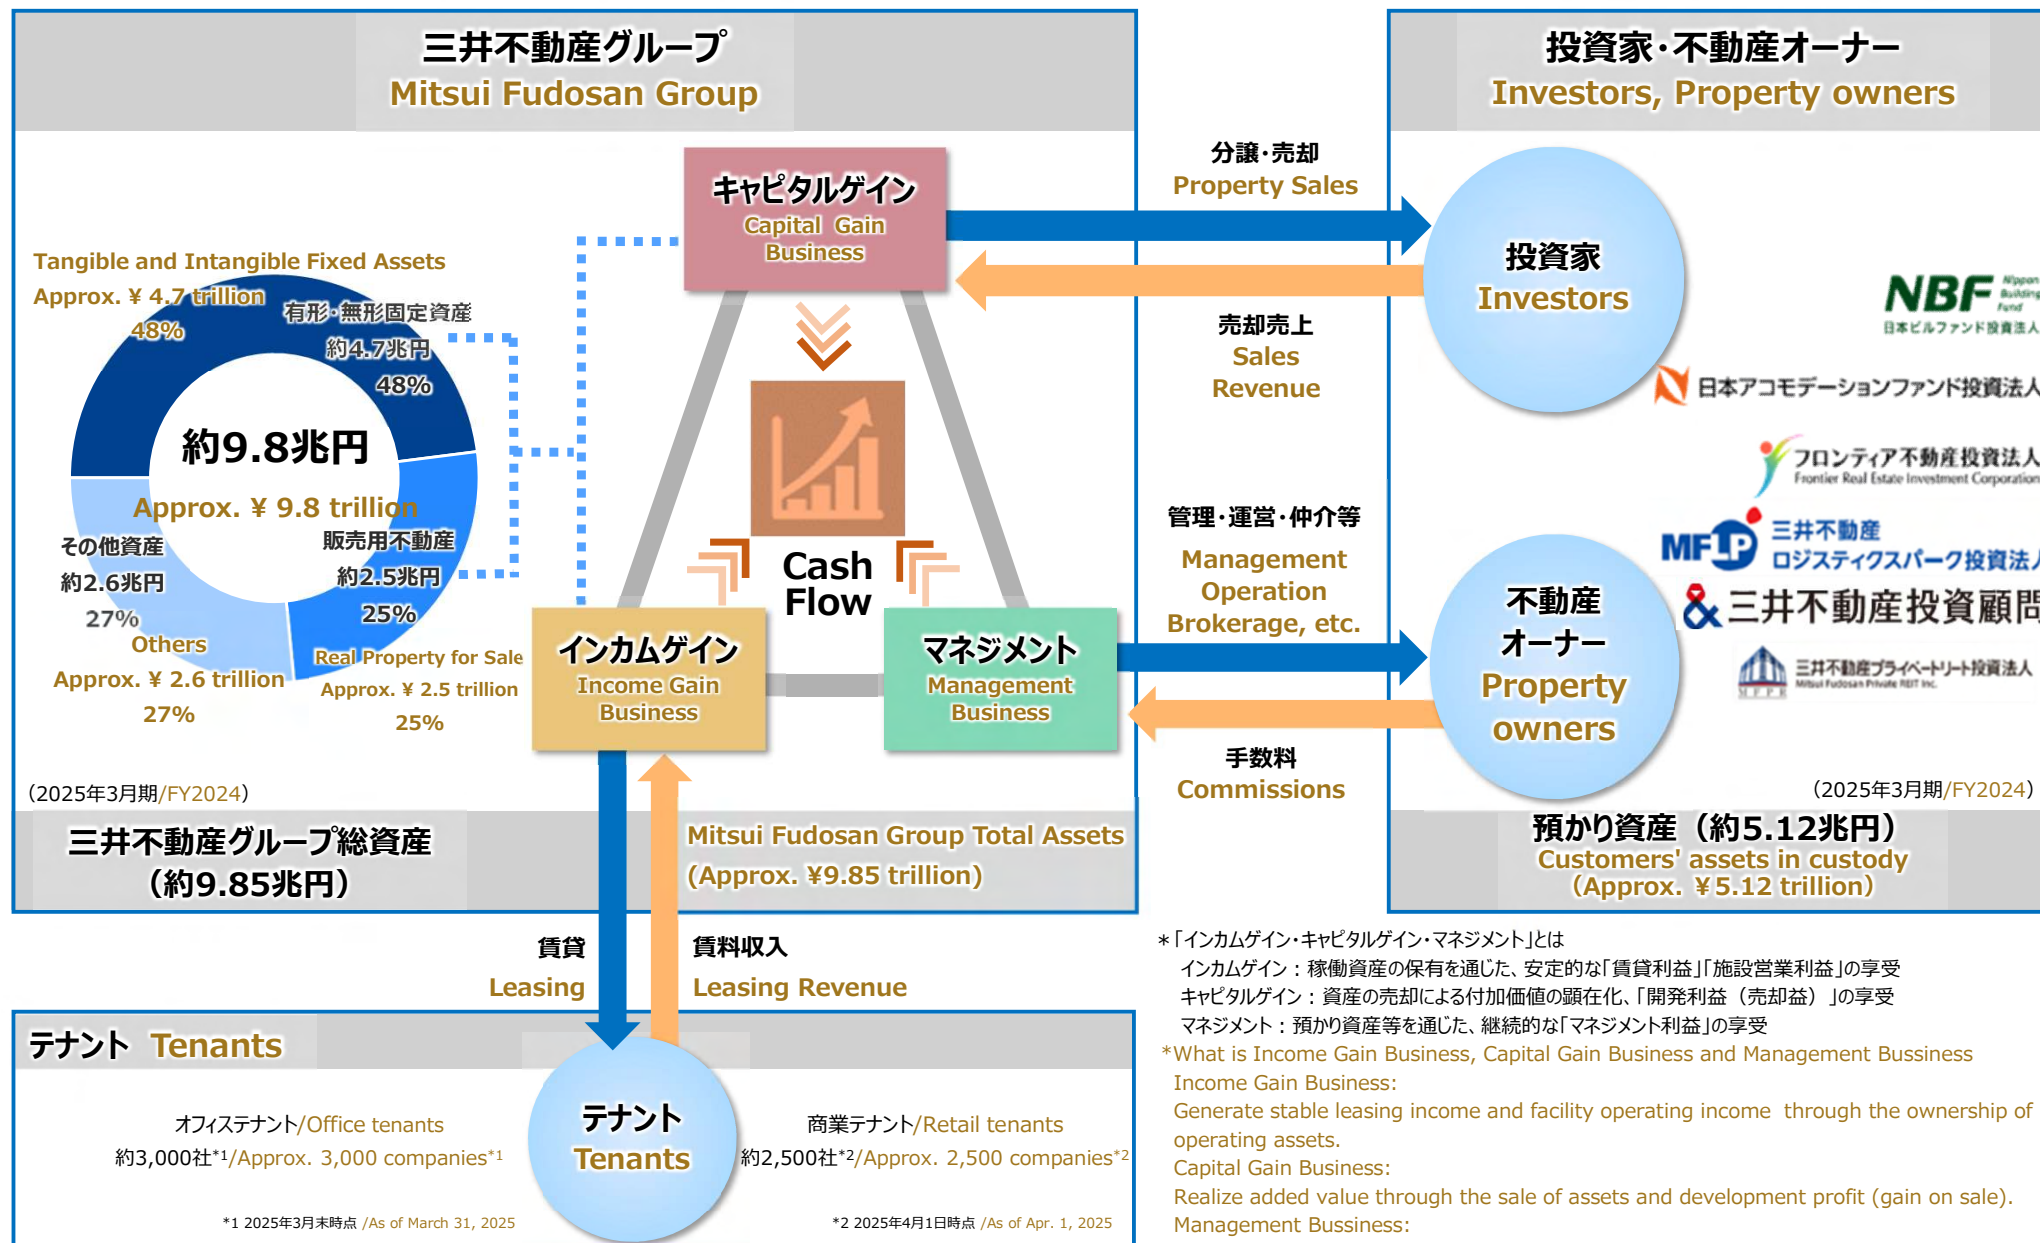 三井不動産グループ
Mitsui Fudosan Group
投資家・不動産オーナー
Investors, Property owners
キャピタルゲイン
Capital Gain
Business
分譲・売却
Property Sales
売却売上
Sales
Revenue
投資家
Investors
Tangible and Intangible Fixed Assets
Approx. ¥ 4.7 trillion
48%
有形・無形固定資産
約4.7兆円
48%
約9.8兆円
Approx. ¥ 9.8 trillion
その他資産
約2.6兆円
27%
Others
Approx. ¥ 2.6 trillion
27%
販売用不動産
約2.5兆円
25%
Real Property for Sale
Approx. ¥ 2.5 trillion
25%
Cash
Flow
インカムゲイン
Income Gain
Business
マネジメント
Management
Business
管理・運営・仲介等
Management
Operation
Brokerage, etc.
手数料
Commissions
不動産
オーナー
Property
owners
NBF Nippon
Building
Fund
日本ビルファンド投資法人
日本アコモデーションファンド投資法人
フロンティア不動産投資法人
Frontier Real Estate Investment Corporation
MFLP 三井不動産
ロジスティクスパーク投資法人
& 三井不動産投資顧問
三井不動産プライベートリート投資法人
Mitsui Fudosan Private REIT Inc.
MFPR
（2025年3月期/FY2024）
三井不動産グループ総資産
（約9.85兆円）
Mitsui Fudosan Group Total Assets
(Approx. ¥9.85 trillion)
（2025年3月期/FY2024）
預かり資産（約5.12兆円）
Customers' assets in custody
（Approx. ¥5.12 trillion）
賃貸
Leasing
賃料収入
Leasing Revenue
テナント Tenants
オフィステナント/Office tenants
約3,000社*1/Approx. 3,000 companies*1
*1 2025年3月末時点 /As of March 31, 2025
テナント
Tenants
商業テナント/Retail tenants
約2,500社*2/Approx. 2,500 companies*2
*2 2025年4月1日時点 /As of Apr. 1, 2025
＊「インカムゲイン・キャピタルゲイン・マネジメント」とは
インカムゲイン：稼働資産の保有を通じた、安定的な「賃貸利益」「施設営業利益」の享受
キャピタルゲイン：資産の売却による付加価値の顕在化、「開発利益（売却益）」の享受
マネジメント：預かり資産等を通じた、継続的な「マネジメント利益」の享受
*What is Income Gain Business, Capital Gain Business and Management Bussiness
Income Gain Business:
Generate stable leasing income and facility operating income through the ownership of
operating assets.
Capital Gain Business:
Realize added value through the sale of assets and development profit (gain on sale).
Management Bussiness: